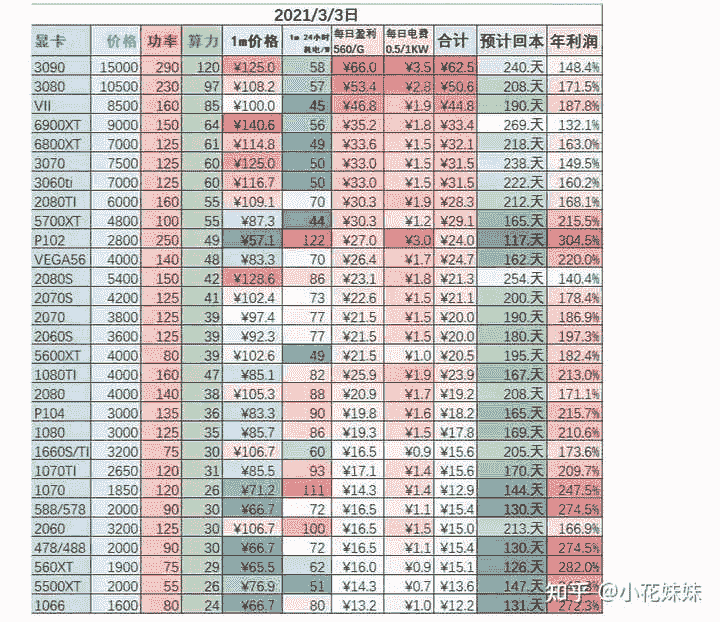 2021/3/3日
显卡 价格 功率 算力 1m价格 1m 24小时耗电/W 每日盈利560/G 每日电费0.5/1KW 合计 预计回本 年利润
3090 15000 290 120 ¥125.0 58 ¥66.0 ¥3.5 ¥62.5 240.天 148.4%
3080 10500 230 97 ¥108.2 57 ¥53.4 ¥2.8 ¥50.6 208.天 171.5%
VII 8500 160 85 ¥100.0 45 ¥46.8 ¥1.9 ¥44.8 190.天 187.8%
6900XT 9000 150 64 ¥140.6 56 ¥35.2 ¥1.8 ¥33.4 269.天 132.1%
6800XT 7000 125 61 ¥114.8 49 ¥33.6 ¥1.5 ¥32.1 218.天 163.0%
3070 7500 125 60 ¥125.0 50 ¥33.0 ¥1.5 ¥31.5 238.天 149.5%
3060ti 7000 125 60 ¥116.7 50 ¥33.0 ¥1.5 ¥31.5 222.天 160.2%
2080TI 6000 160 55 ¥109.1 70 ¥30.3 ¥1.9 ¥28.3 212.天 168.1%
5700XT 4800 100 55 ¥87.3 44 ¥30.3 ¥1.2 ¥29.1 165.天 215.5%
P102 2800 250 49 ¥57.1 122 ¥27.0 ¥3.0 ¥24.0 117.天 304.5%
VEGA56 4000 140 48 ¥83.3 70 ¥26.4 ¥1.7 ¥24.7 162.天 220.0%
2080S 5400 150 42 ¥128.6 86 ¥23.1 ¥1.8 ¥21.3 254.天 140.4%
2070S 4200 125 41 ¥102.4 73 ¥22.6 ¥1.5 ¥21.1 200.天 178.4%
2070 3800 125 39 ¥97.4 77 ¥21.5 ¥1.5 ¥20.0 190.天 186.9%
2060S 3600 125 39 ¥92.3 77 ¥21.5 ¥1.5 ¥20.0 180.天 197.3%
5600XT 4000 80 39 ¥102.6 49 ¥21.5 ¥1.0 ¥20.5 195.天 182.4%
1080TI 4000 160 47 ¥85.1 82 ¥25.9 ¥1.9 ¥23.9 167.天 213.0%
2080 4000 140 38 ¥105.3 88 ¥20.9 ¥1.7 ¥19.2 208.天 171.1%
P104 3000 135 36 ¥83.3 90 ¥19.8 ¥1.6 ¥18.2 165.天 215.7%
1080 3000 125 35 ¥85.7 86 ¥19.3 ¥1.5 ¥17.8 169.天 210.6%
1660S/TI 3200 75 30 ¥106.7 60 ¥16.5 ¥0.9 ¥15.6 205.天 173.6%
1070TI 2650 120 31 ¥85.5 93 ¥17.1 ¥1.4 ¥15.6 170.天 209.7%
1070 1850 120 26 ¥71.2 111 ¥14.3 ¥1.4 ¥12.9 144.天 247.5%
588/578 2000 90 30 ¥66.7 72 ¥16.5 ¥1.1 ¥15.4 130.天 274.5%
2060 3200 125 30 ¥106.7 100 ¥16.5 ¥1.5 ¥15.0 213.天 166.9%
478/488 2000 90 30 ¥66.7 72 ¥16.5 ¥1.1 ¥15.4 130.天 274.5%
560XT 1900 75 29 ¥65.5 62 ¥16.0 ¥0.9 ¥15.1 126.天 282.0%
5500XT 2000 55 26 ¥76.9 51 ¥14.3 ¥0.7 ¥13.6 147.天
1066 1600 80 24 ¥66.7 80 ¥13.2 ¥1.0 ¥12.2 131.天 272.3%
知乎 @小花妹妹